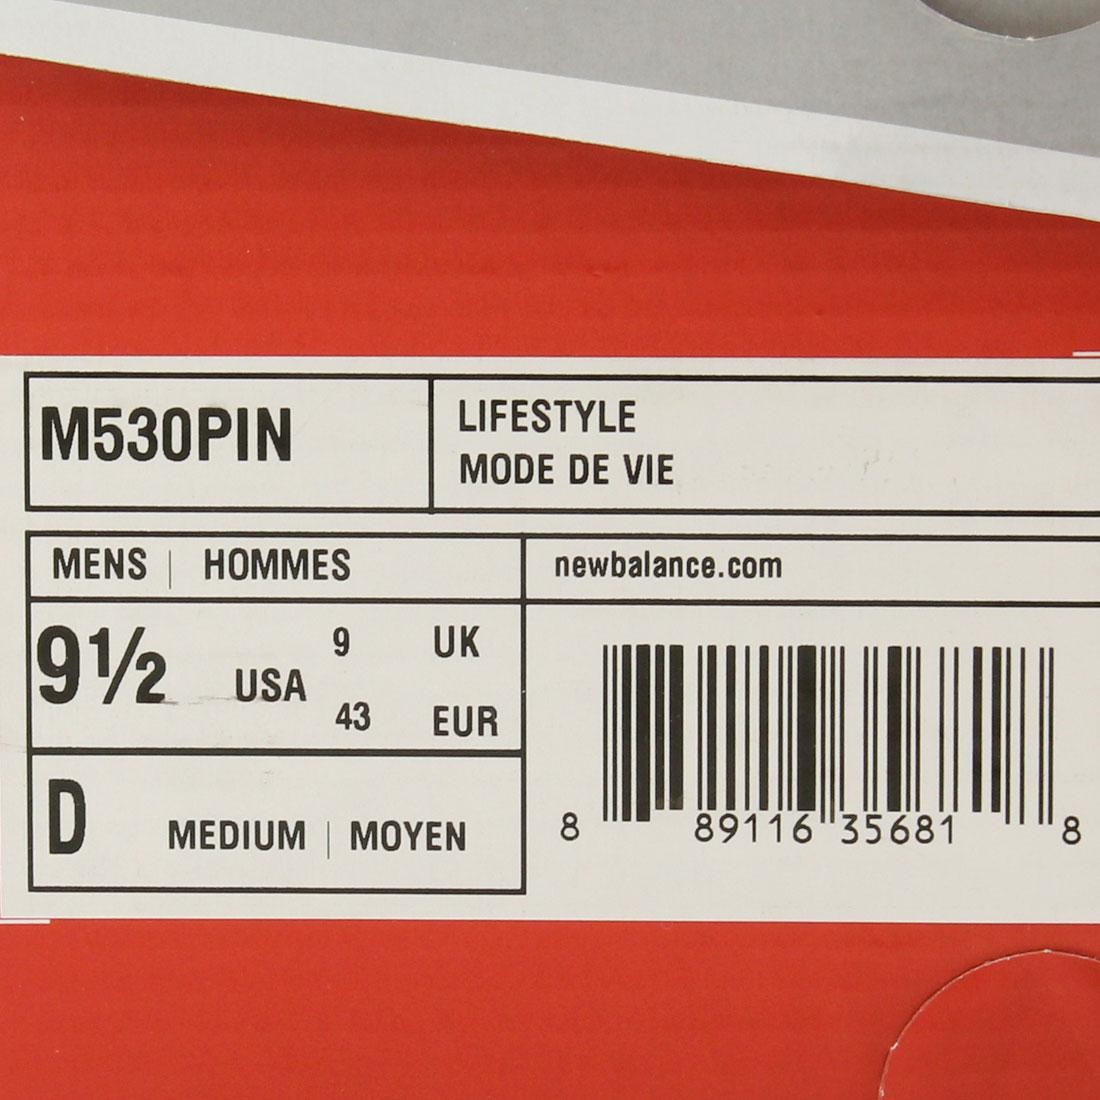 M530PIN
LIFESTYLE
MODE DE VIE
MENS | HOMMES
newbalance.com
9½ USA
9 UK
43 EUR
D MEDIUM | MOYEN
8 89116 35681 8